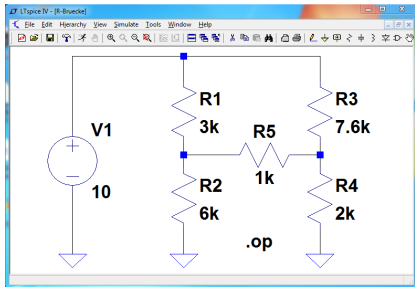 LTspice IV - [R-Bruecke]
File Edit Hierarchy View Simulate Tools Window Help
R1
3k
R3
7.6k
V1
10
R5
1k
R2
6k
R4
2k
.op